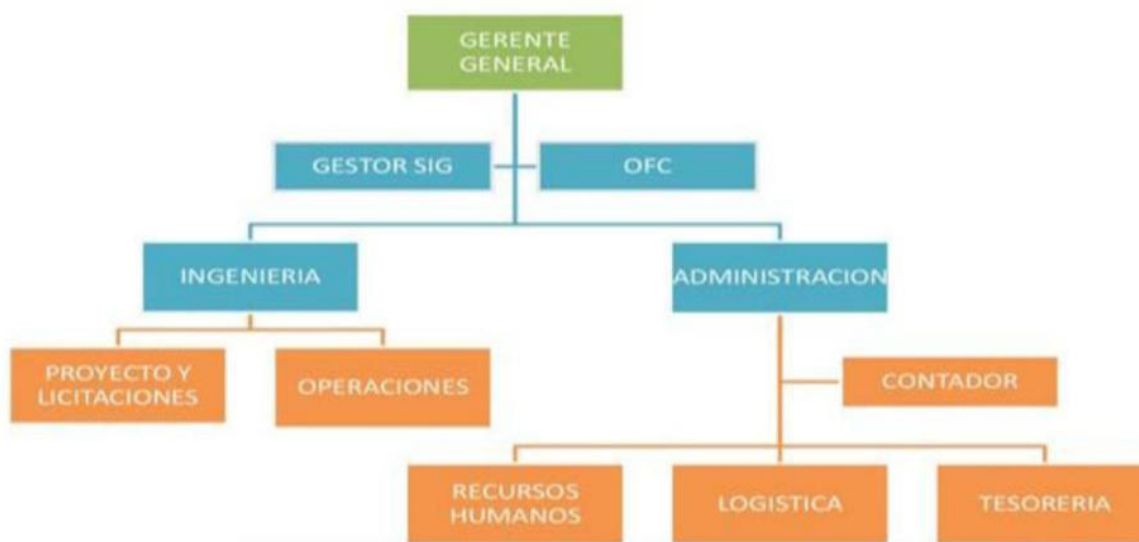 GERENTE
GENERAL
GESTOR SIG
OFC
INGENIERIA
ADMINISTRACION
PROYECTO Y
LICITACIONES
OPERACIONES
CONTADOR
RECURSOS
HUMANOS
LOGISTICA
TESORERIA